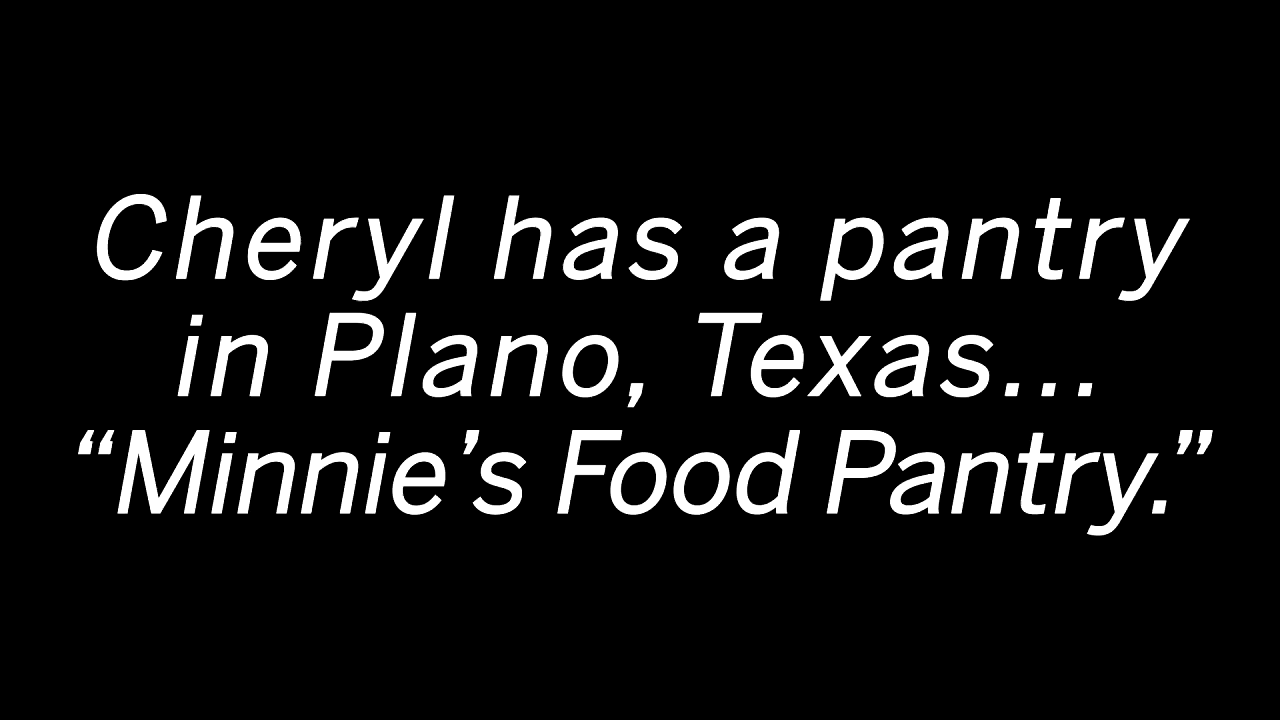 Cheryl has a pantry
in Plano, Texas...
“Minnie’s Food Pantry.”